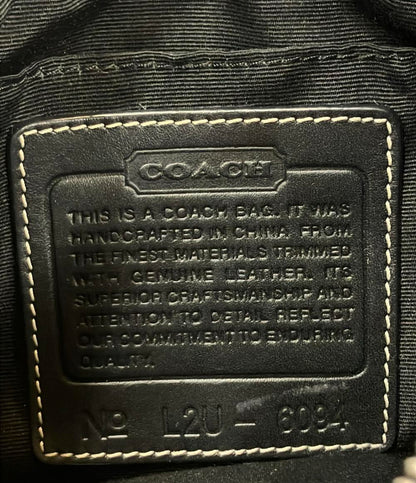 COACH
THIS IS A COACH BAG. IT WAS
HANDCRAFTED IN CHINA. FROM
THE FINEST MATERIALS TRIMMED
WITH GENUINE LEATHER. ITS
SUPERIOR CRAFTSMANSHIP AND
ATTENTION TO DETAIL REFLECT
OUR COMMITMENT TO ENDURING
QUALITY.
No L2U - 6094